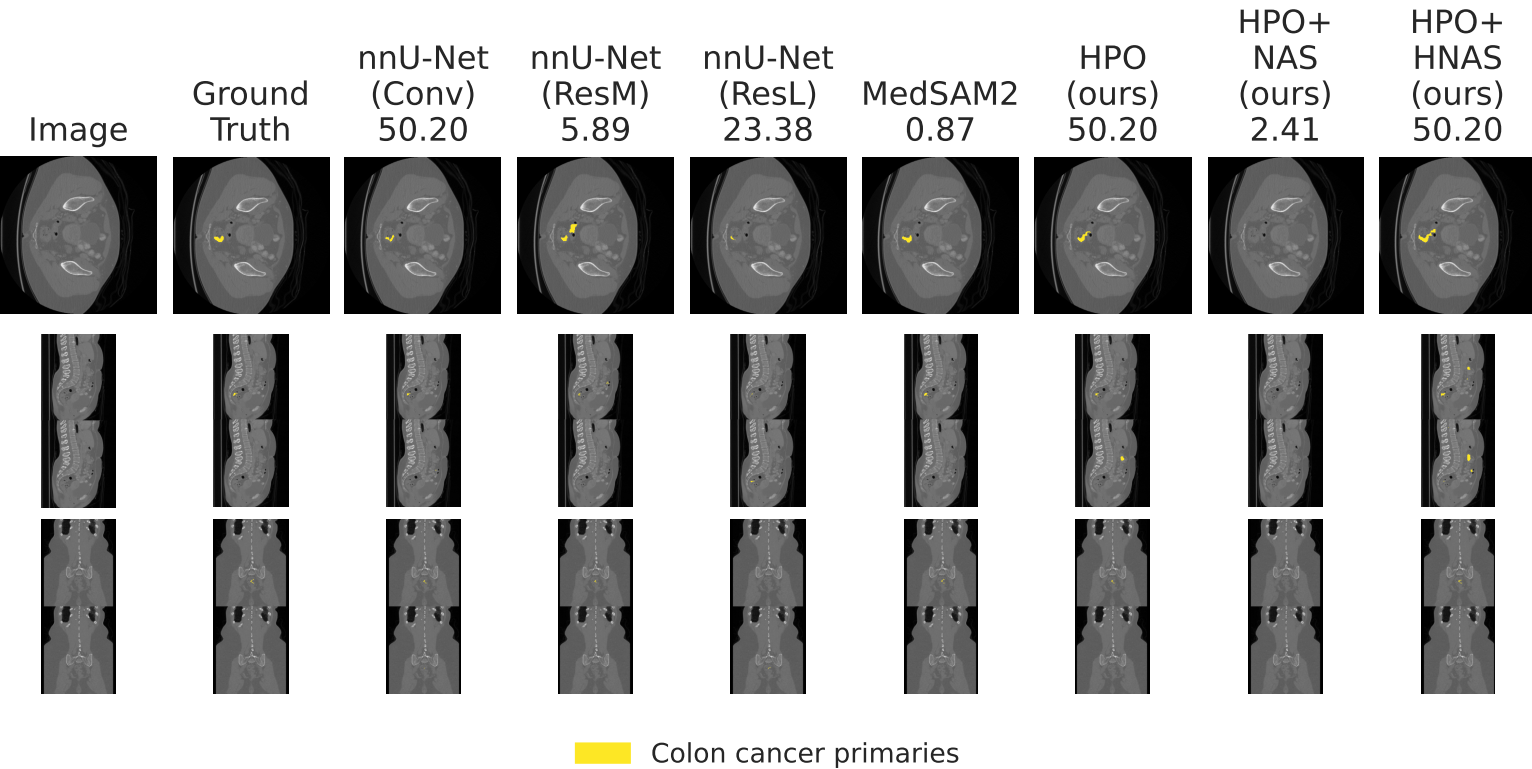 Image
Ground
Truth
nnU-Net
(Conv)
50.20
nnU-Net
(ResM)
5.89
nnU-Net
(ResL)
23.38
MedSAM2
0.87
HPO
(ours)
50.20
HPO+
NAS
(ours)
2.41
HPO+
HNAS
(ours)
50.20
Colon cancer primaries